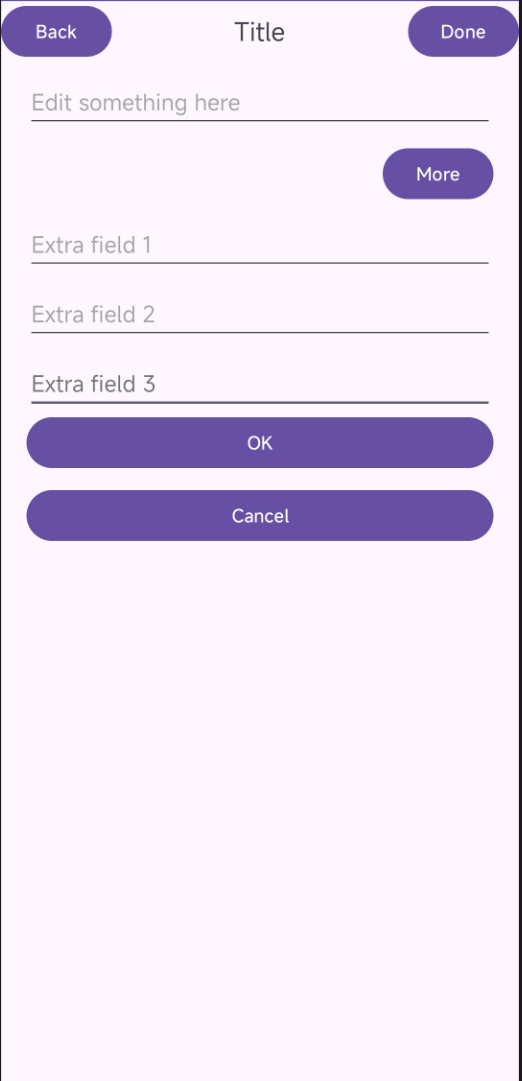 Back Title Done
Edit something here
More
Extra field 1
Extra field 2
Extra field 3
OK
Cancel